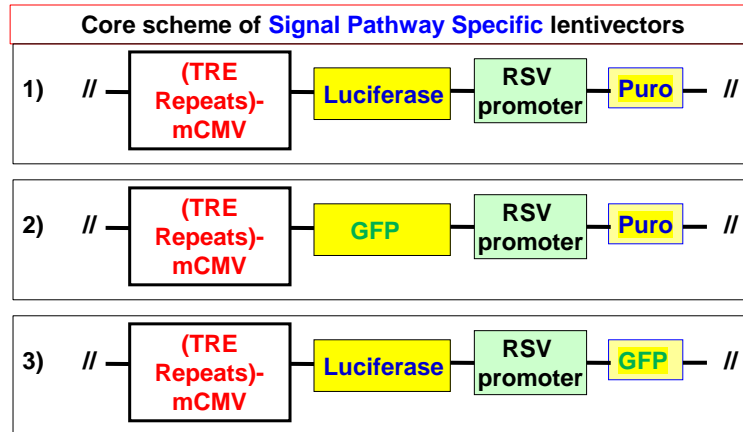 Core scheme of Signal Pathway Specific lentivectors
1) // (TRE Repeats)-mCMV Luciferase RSV promoter Puro //
2) // (TRE Repeats)-mCMV GFP RSV promoter Puro //
3) // (TRE Repeats)-mCMV Luciferase RSV promoter GFP //